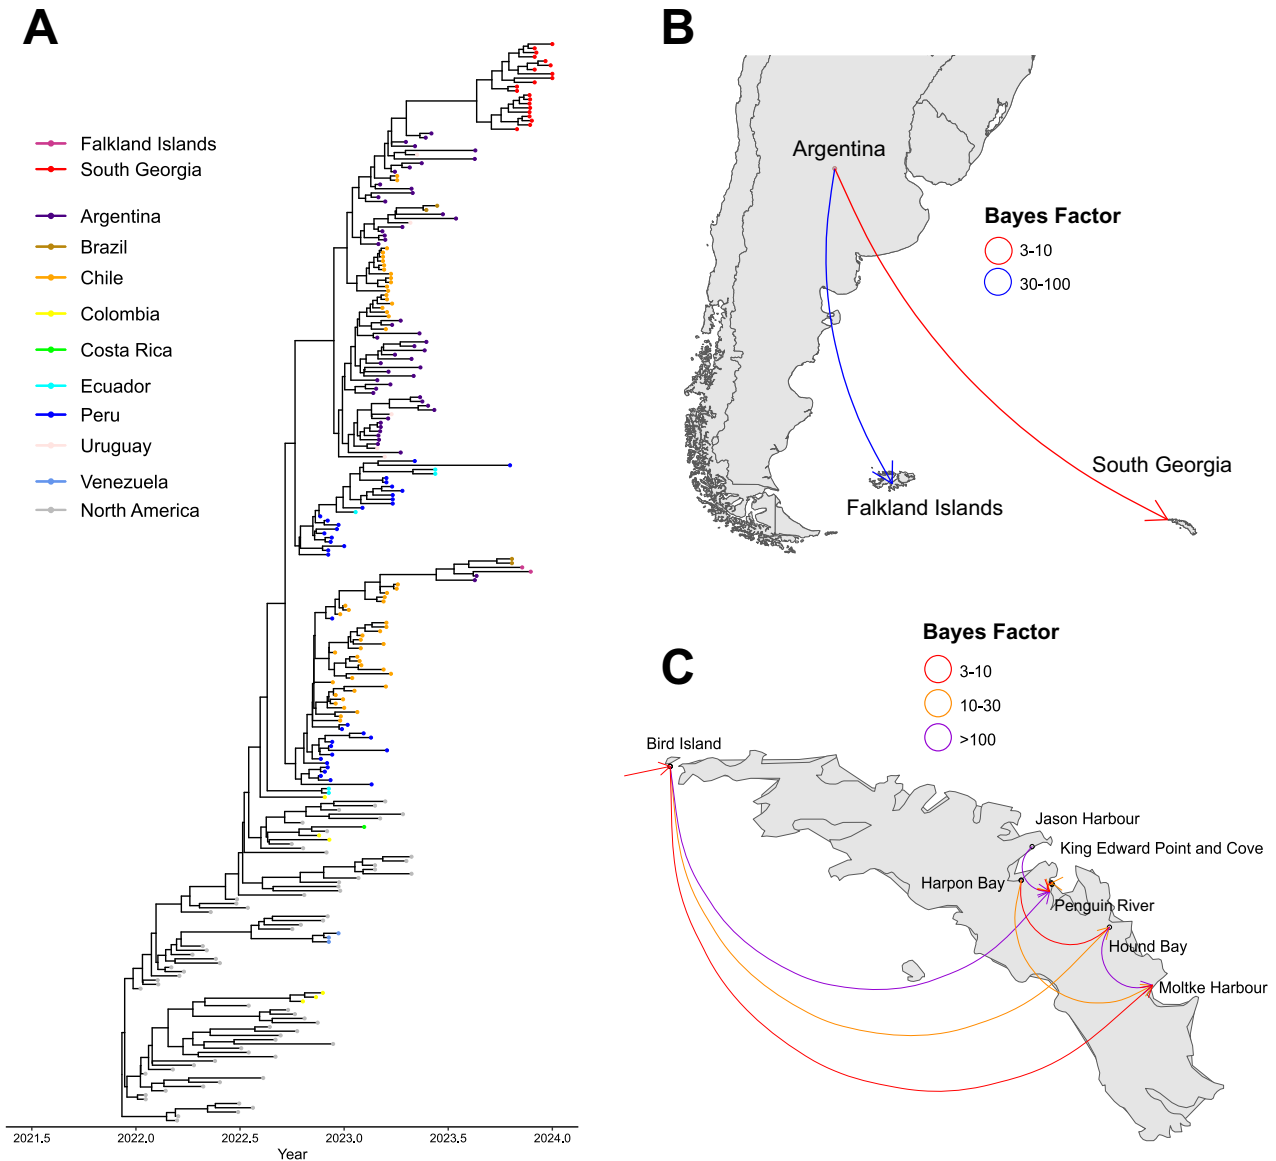 A
Falkland Islands
South Georgia
Argentina
Brazil
Chile
Colombia
Costa Rica
Ecuador
Peru
Uruguay
Venezuela
North America
2021.5
2022.0
2022.5
2023.0
2023.5
2024.0
Year
B
Argentina
Bayes Factor
3-10
30-100
South Georgia
Falkland Islands
C
Bayes Factor
3-10
10-30
>100
Bird Island
Jason Harbour
King Edward Point and Cove
Harpon Bay
Penguin River
Hound Bay
Moltke Harbour